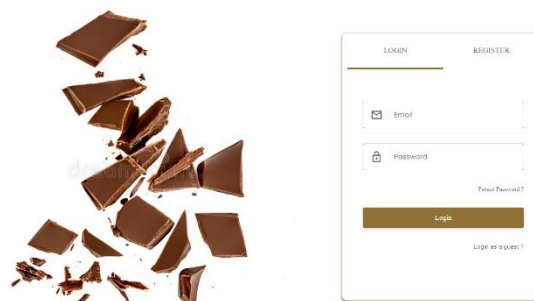 LOGIN REGISTER
Email
Password
Forgot Password ?
Login
Login as a guest ?